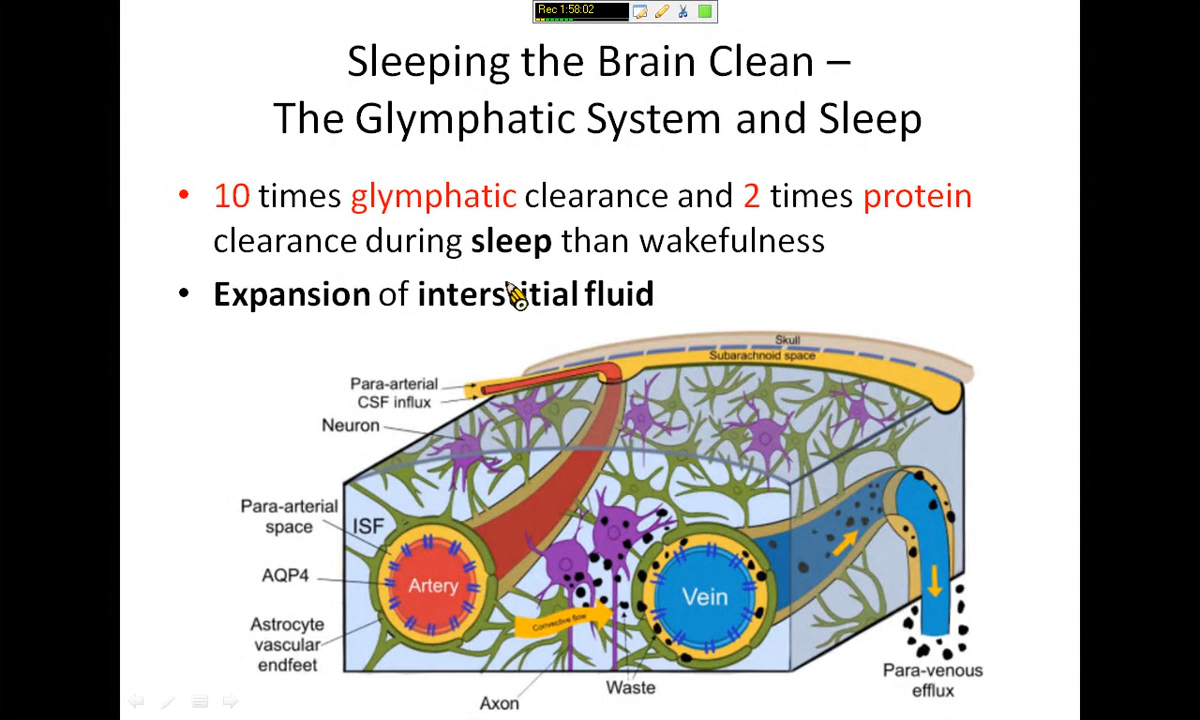 Rec 1:58:02
Sleeping the Brain Clean –
The Glymphatic System and Sleep
• 10 times glymphatic clearance and 2 times protein
clearance during sleep than wakefulness
• Expansion of interstitial fluid
Skull
Subarachnoid space
Para-arterial
CSF influx
Neuron
Para-arterial
space
ISF
AQP4
Artery
Astrocyte
vascular
endfeet
Convective flow
Vein
Axon
Waste
Para-venous
efflux